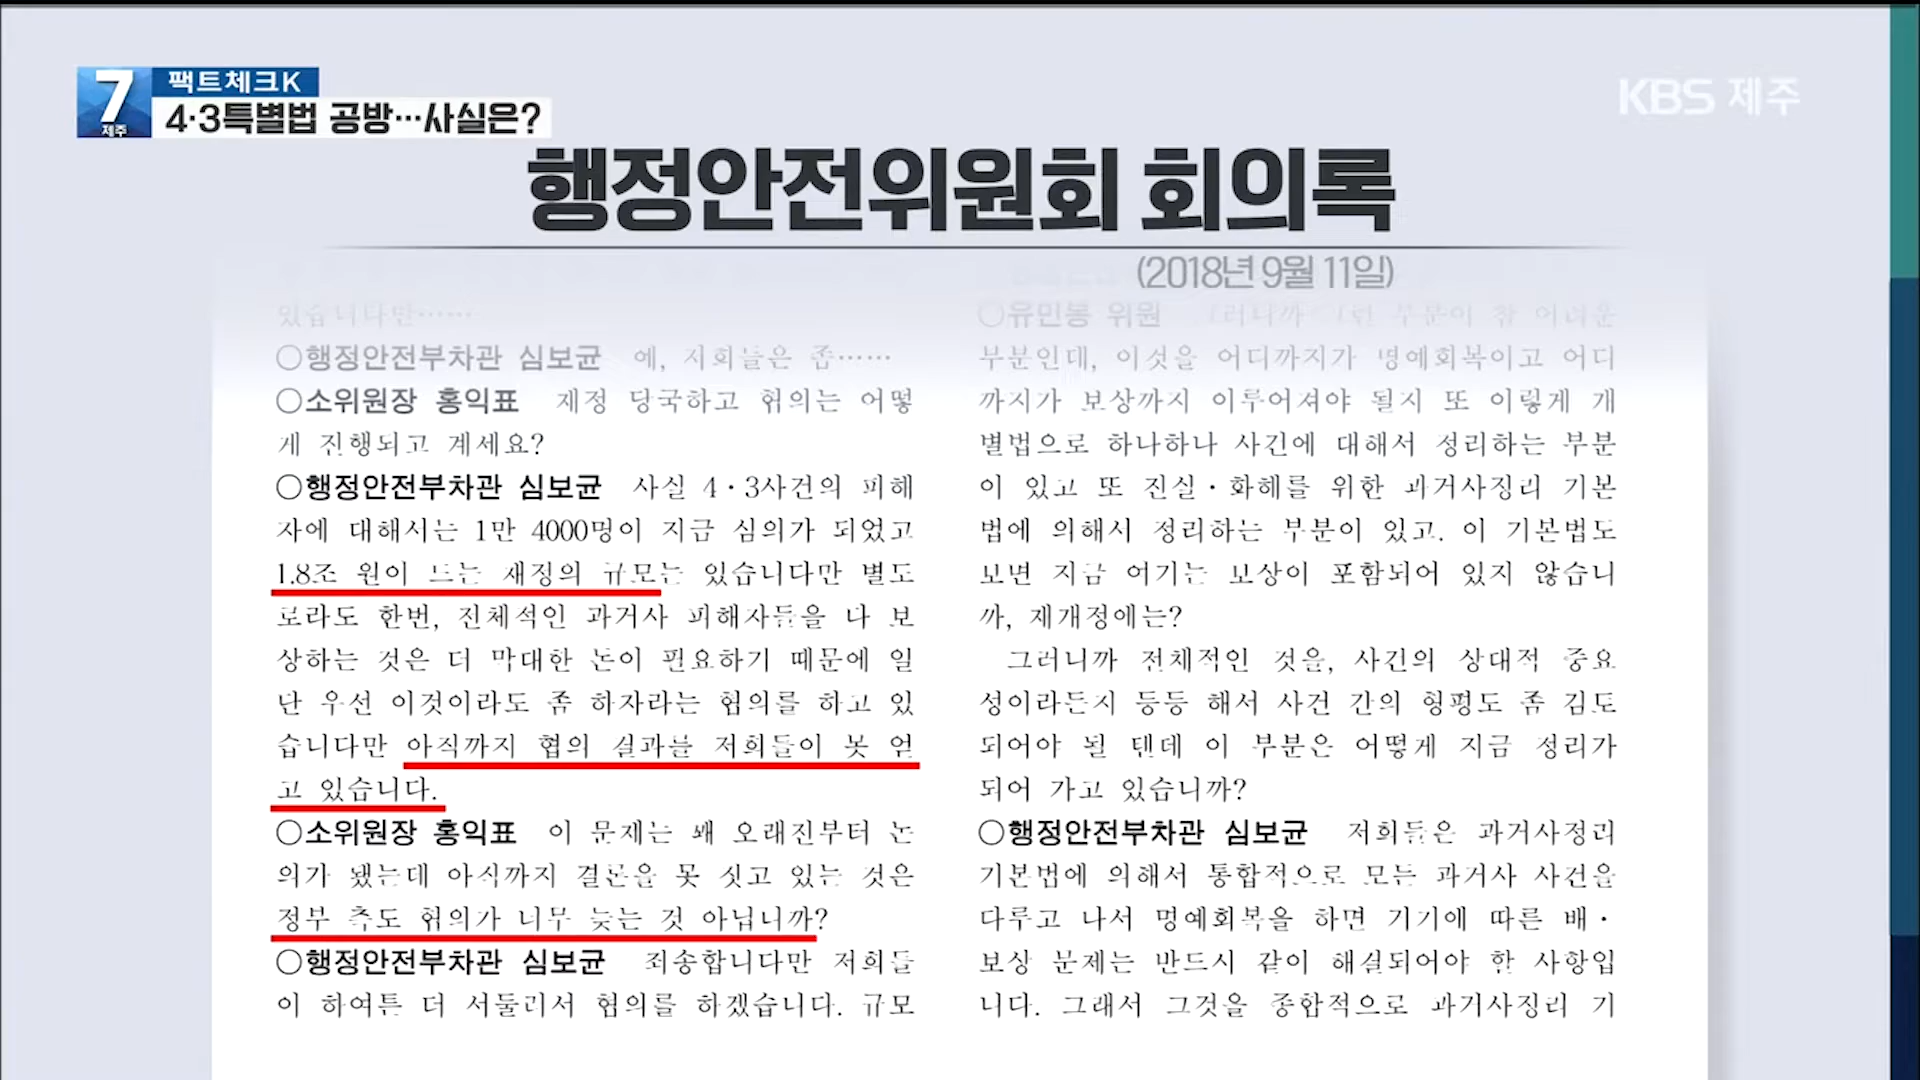 7
제주
팩트체크K
4·3특별법 공방…사실은?
KBS 제주
행정안전위원회 회의록
(2018년 9월 11일)
있습니다만……
○행정안전부차관 심보균 예, 저희들은 좀……
○소위원장 홍익표 재정 당국하고 협의는 어떻
게 진행되고 계세요?
○행정안전부차관 심보균 사실 4·3사건의 피해
자에 대해서는 1만 4000명이 지금 심의가 되었고
1.8조 원이 드는 재정의 규모는 있습니다만 별도
로라도 한번, 전체적인 과거사 피해자들을 다 보
상하는 것은 더 막대한 돈이 필요하기 때문에 일
단 우선 이것이라도 좀 하자라는 협의를 하고 있
습니다만 아직까지 협의 결과를 저희들이 못 얻
고 있습니다.
○소위원장 홍익표 이 문제는 꽤 오래전부터 논
의가 됐는데 아직까지 결론을 못 짓고 있는 것은
정부 측도 협의가 너무 늦는 것 아닙니까?
○행정안전부차관 심보균 죄송합니다만 저희들
이 하여튼 더 서둘러서 협의를 하겠습니다. 규모
○유민봉 위원 그러니까 그런 부분이 참 어려운
부분인데, 이것을 어디까지가 명예회복이고 어디
까지가 보상까지 이루어져야 될지 또 이렇게 개
별법으로 하나하나 사건에 대해서 정리하는 부분
이 있고 또 진실·화해를 위한 과거사정리 기본
법에 의해서 정리하는 부분이 있고. 이 기본법도
보면 지금 여기는 보상이 포함되어 있지 않습니
까, 제개정에는?
그러니까 전체적인 것을, 사건의 상대적 중요
성이라든지 등등 해서 사건 간의 형평도 좀 검토
되어야 될 텐데 이 부분은 어떻게 지금 정리가
되어 가고 있습니까?
○행정안전부차관 심보균 저희들은 과거사정리
기본법에 의해서 통합적으로 모든 과거사 사건을
다루고 나서 명예회복을 하면 거기에 따른 배·
보상 문제는 반드시 같이 해결되어야 할 사항입
니다. 그래서 그것을 종합적으로 과거사정리 기